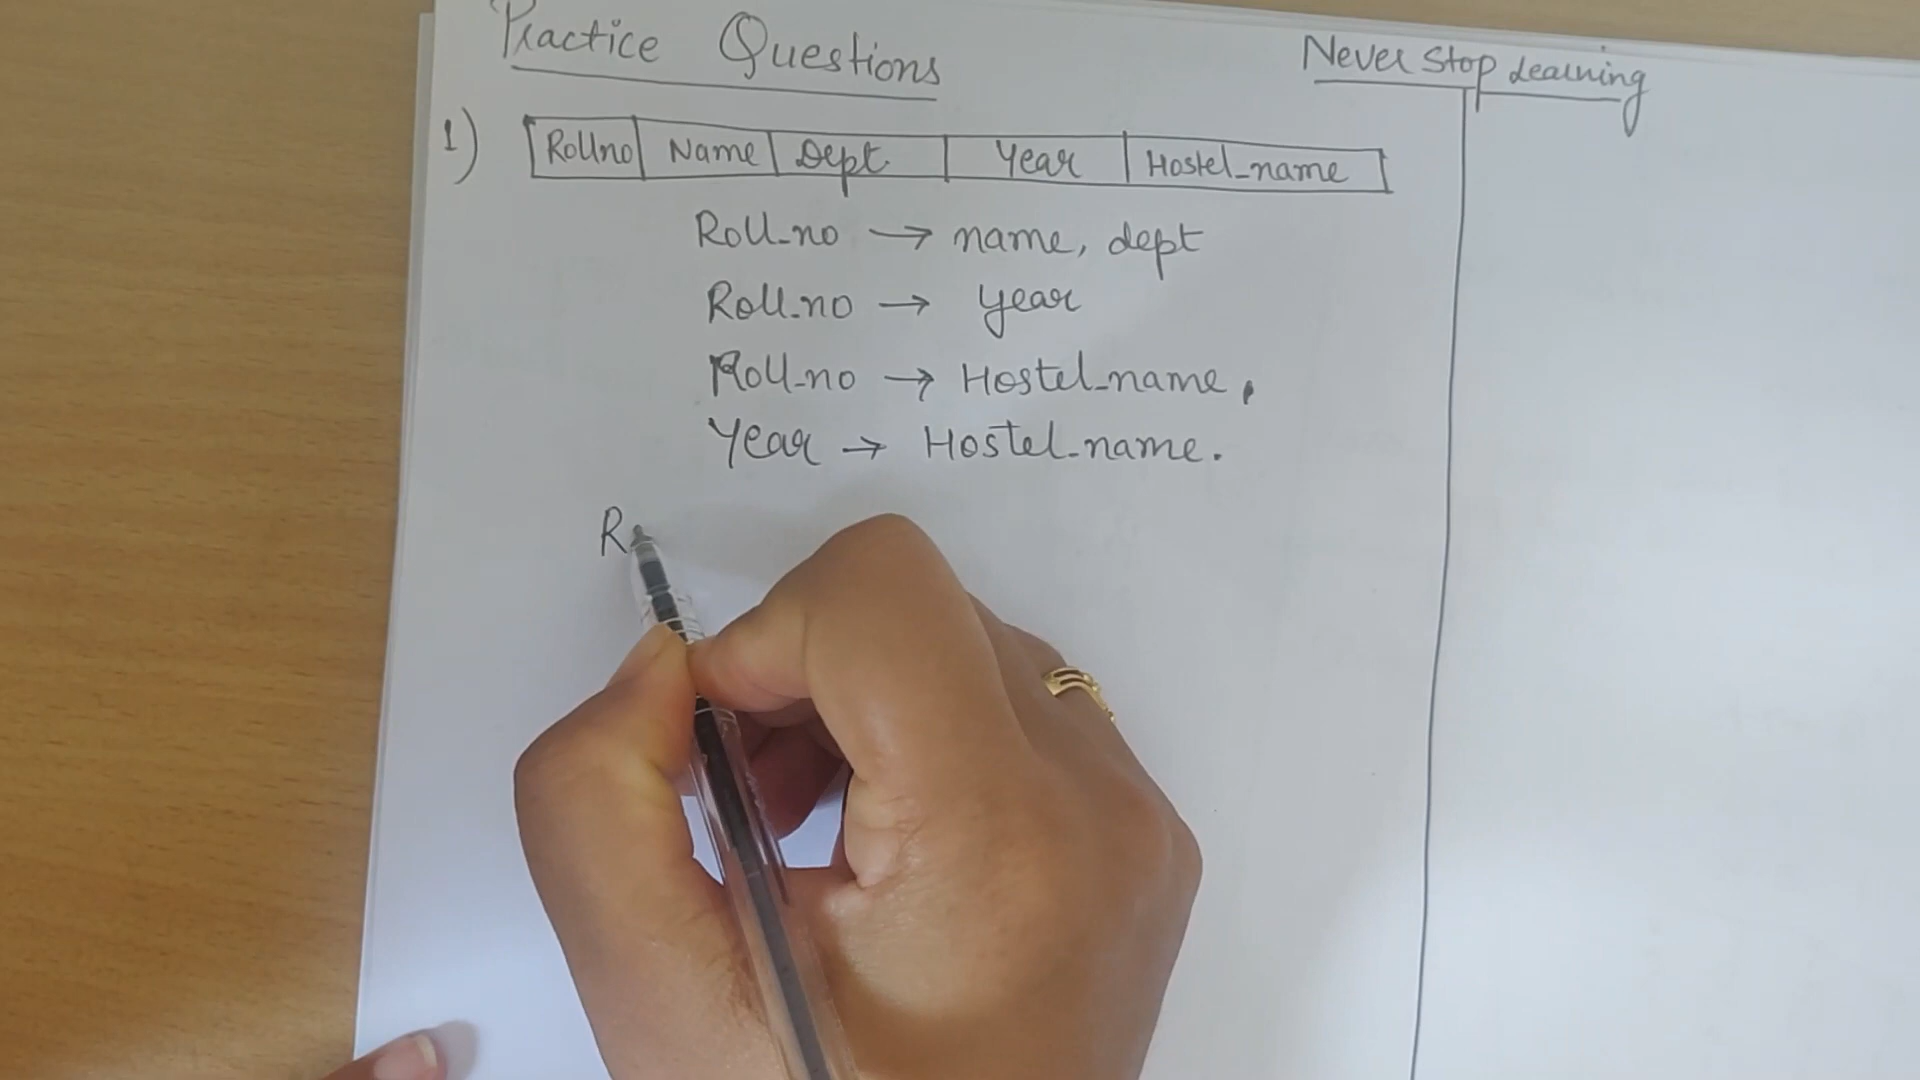 Practice Questions
Never Stop Learning
1) Rollno Name Dept Year Hostel_name
Roll_no → name, dept
Roll_no → year
Roll_no → Hostel_name,
Year → Hostel_name.
R